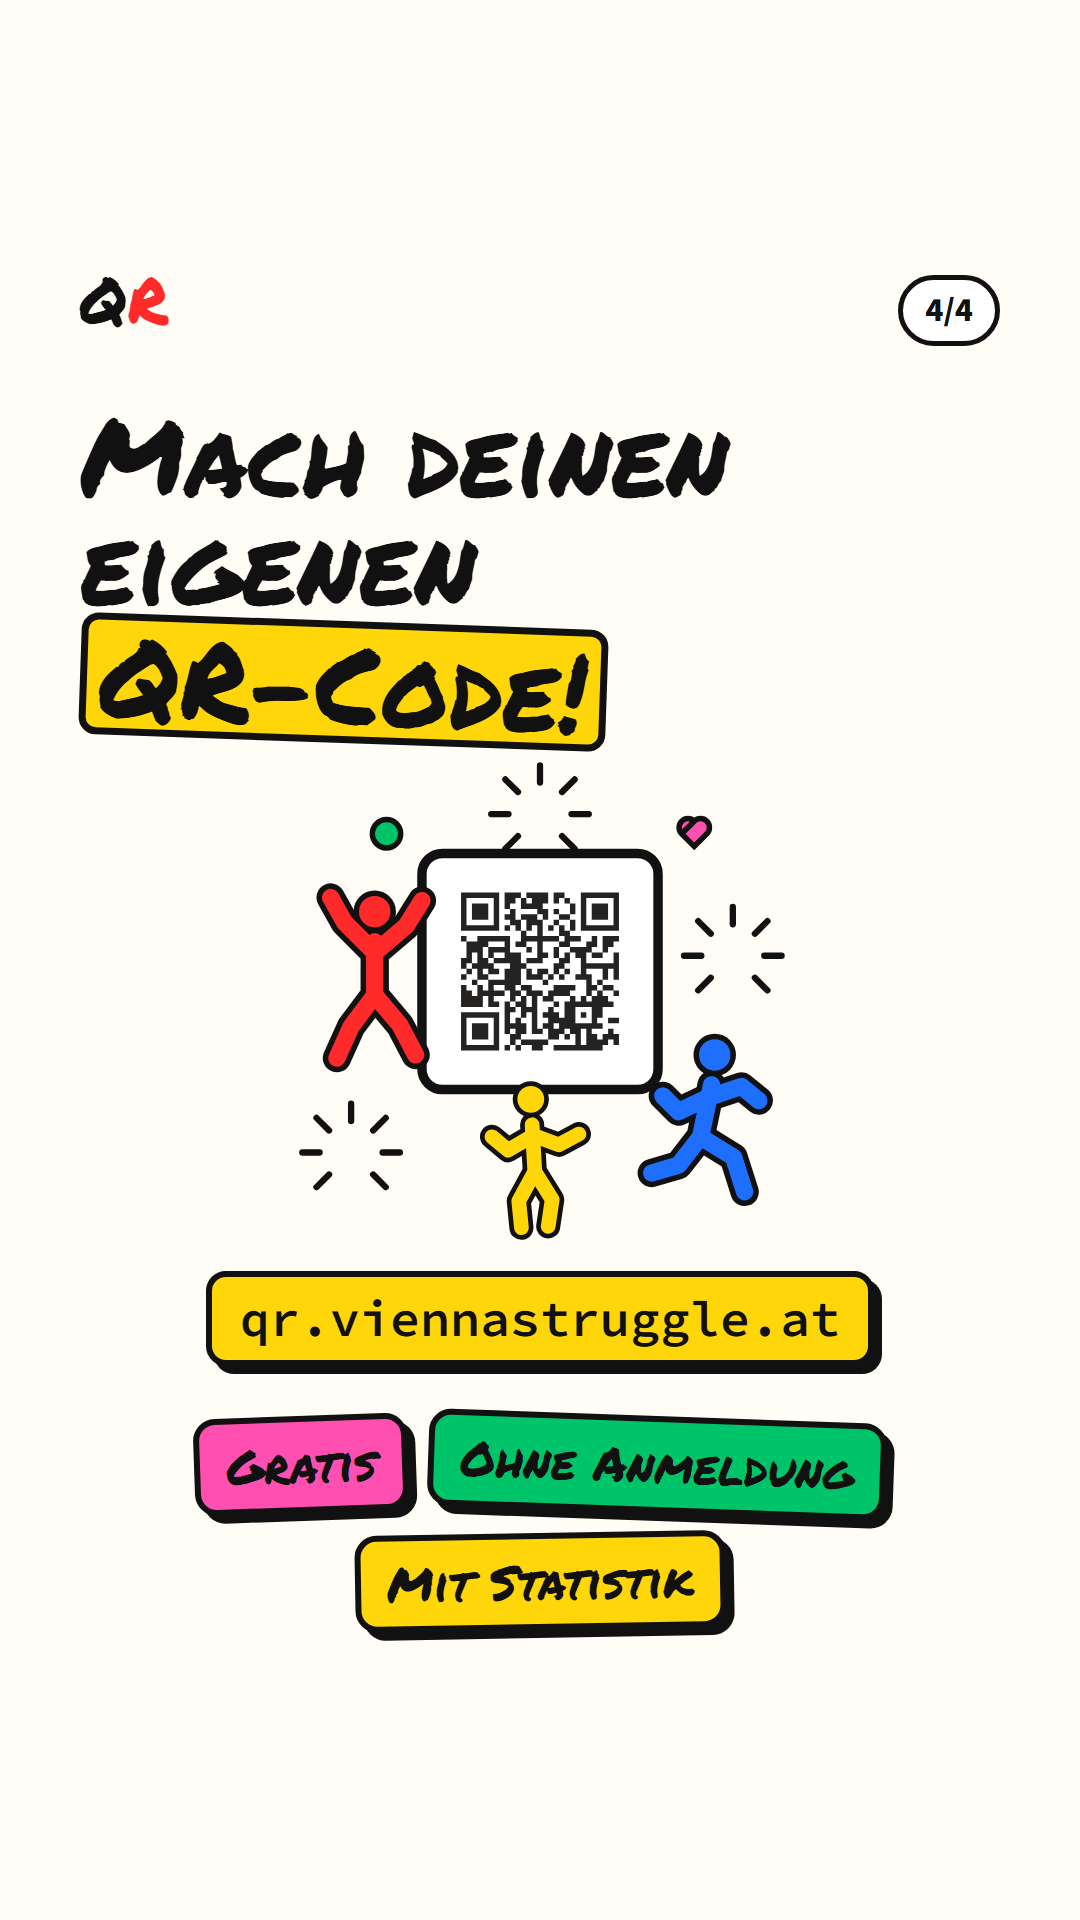 QR
4/4
Mach deinen
eigenen
QR-Code!
qr.viennastruggle.at
Gratis
Ohne Anmeldung
Mit Statistik